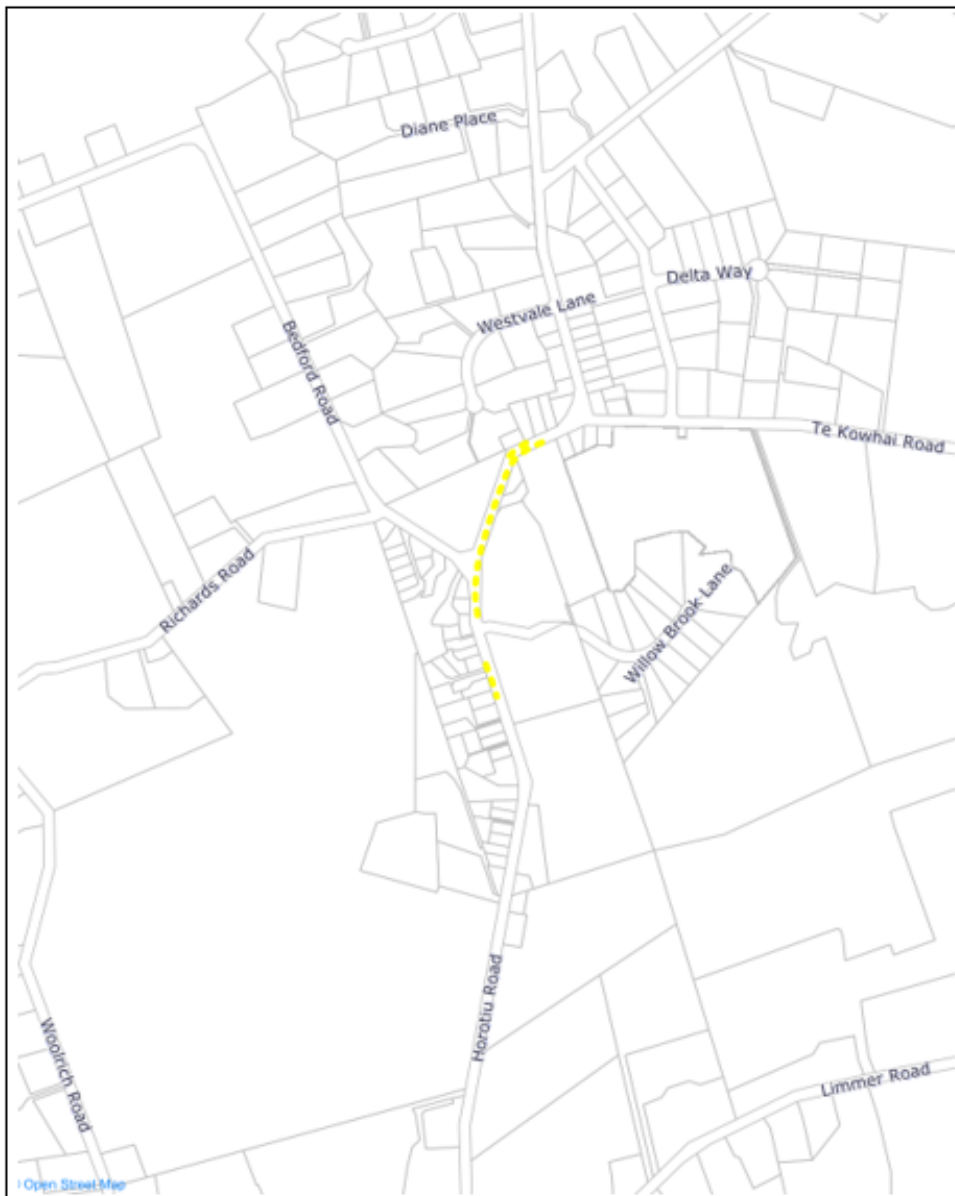 Diane Place
Delta Way
Westvale Lane
Bedford Road
Te Kowhai Road
Richards Road
Willow Brook Lane
Horotiu Road
Woolrich Road
Limmer Road
Open Street Map